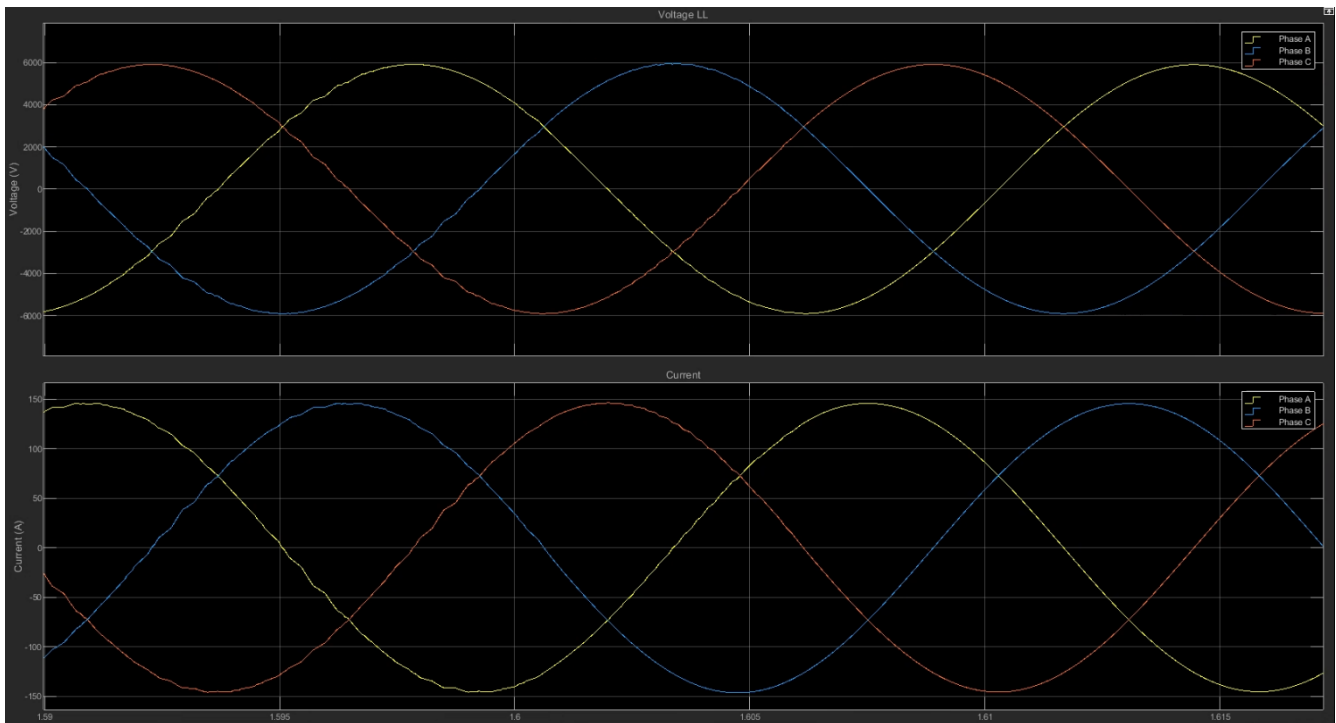 Voltage LL
Phase A
Phase B
Phase C
6000
4000
2000
0
-2000
-4000
-6000
Voltage (V)
Current
Phase A
Phase B
Phase C
150
100
50
0
-50
-100
-150
Current (A)
1.59 1.595 1.6 1.605 1.61 1.615